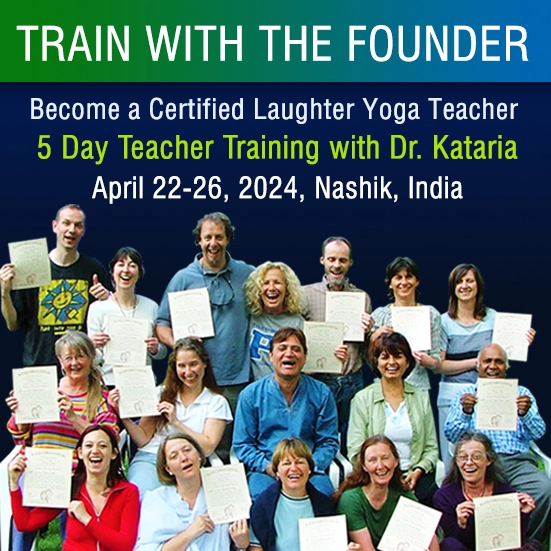 TRAIN WITH THE FOUNDER
Become a Certified Laughter Yoga Teacher
5 Day Teacher Training with Dr. Kataria
April 22-26, 2024, Nashik, India